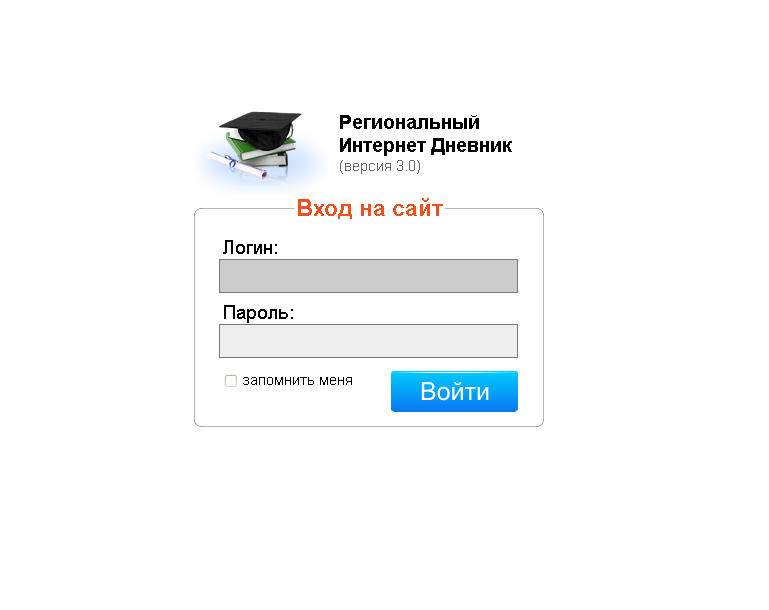 Региональный
Интернет Дневник
(версия 3.0)
Вход на сайт
Логин:
Пароль:
запомнить меня
Войти